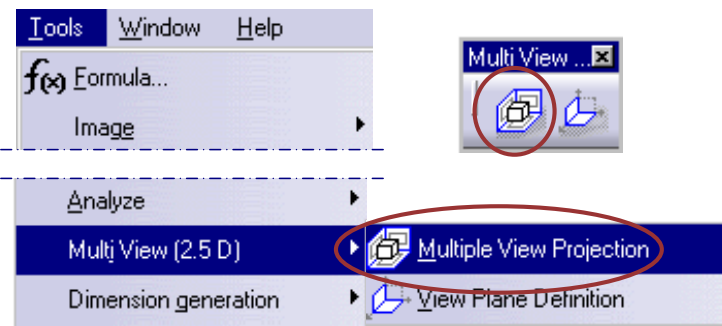 Tools Window Help
f(x) Formula...
Image
Multi View ...
Analyze
Multi View (2.5 D)
Multiple View Projection
Dimension generation
View Plane Definition